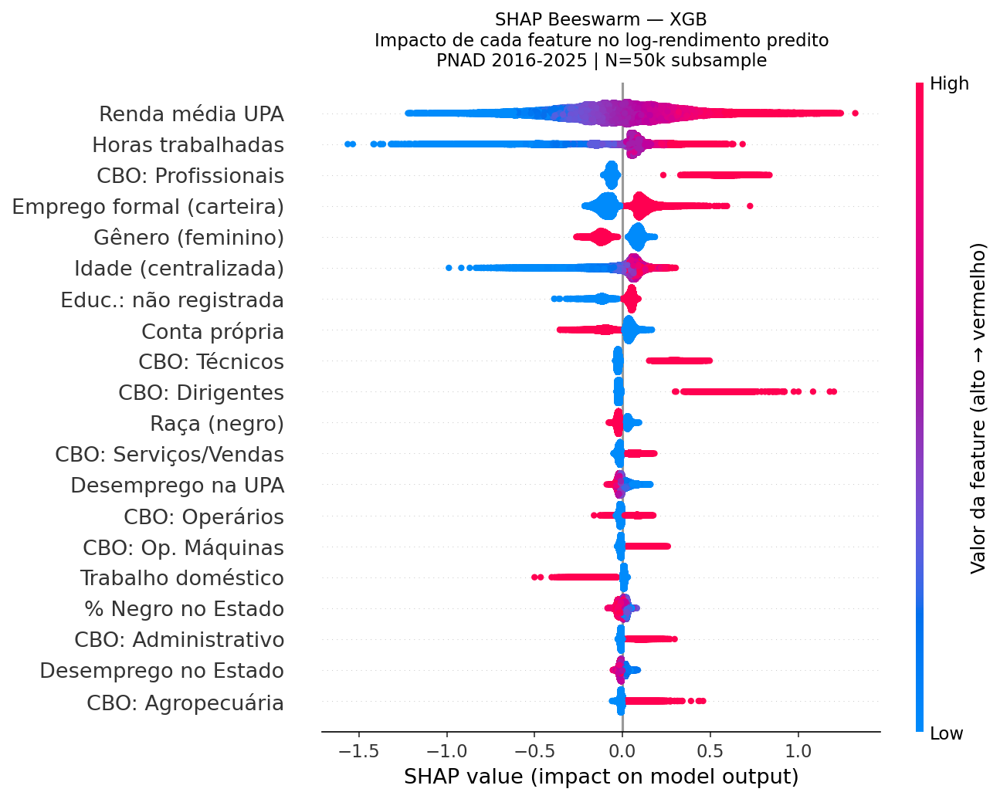 SHAP Beeswarm — XGB
Impacto de cada feature no log-rendimento predito
PNAD 2016-2025 | N=50k subsample
High
Renda média UPA
Horas trabalhadas
CBO: Profissionais
Emprego formal (carteira)
Gênero (feminino)
Idade (centralizada)
Educ.: não registrada
Conta própria
CBO: Técnicos
CBO: Dirigentes
Raça (negro)
CBO: Serviços/Vendas
Desemprego na UPA
CBO: Operários
CBO: Op. Máquinas
Trabalho doméstico
% Negro no Estado
CBO: Administrativo
Desemprego no Estado
CBO: Agropecuária
Valor da feature (alto → vermelho)
Low
−1.5 −1.0 −0.5 0.0 0.5 1.0
SHAP value (impact on model output)